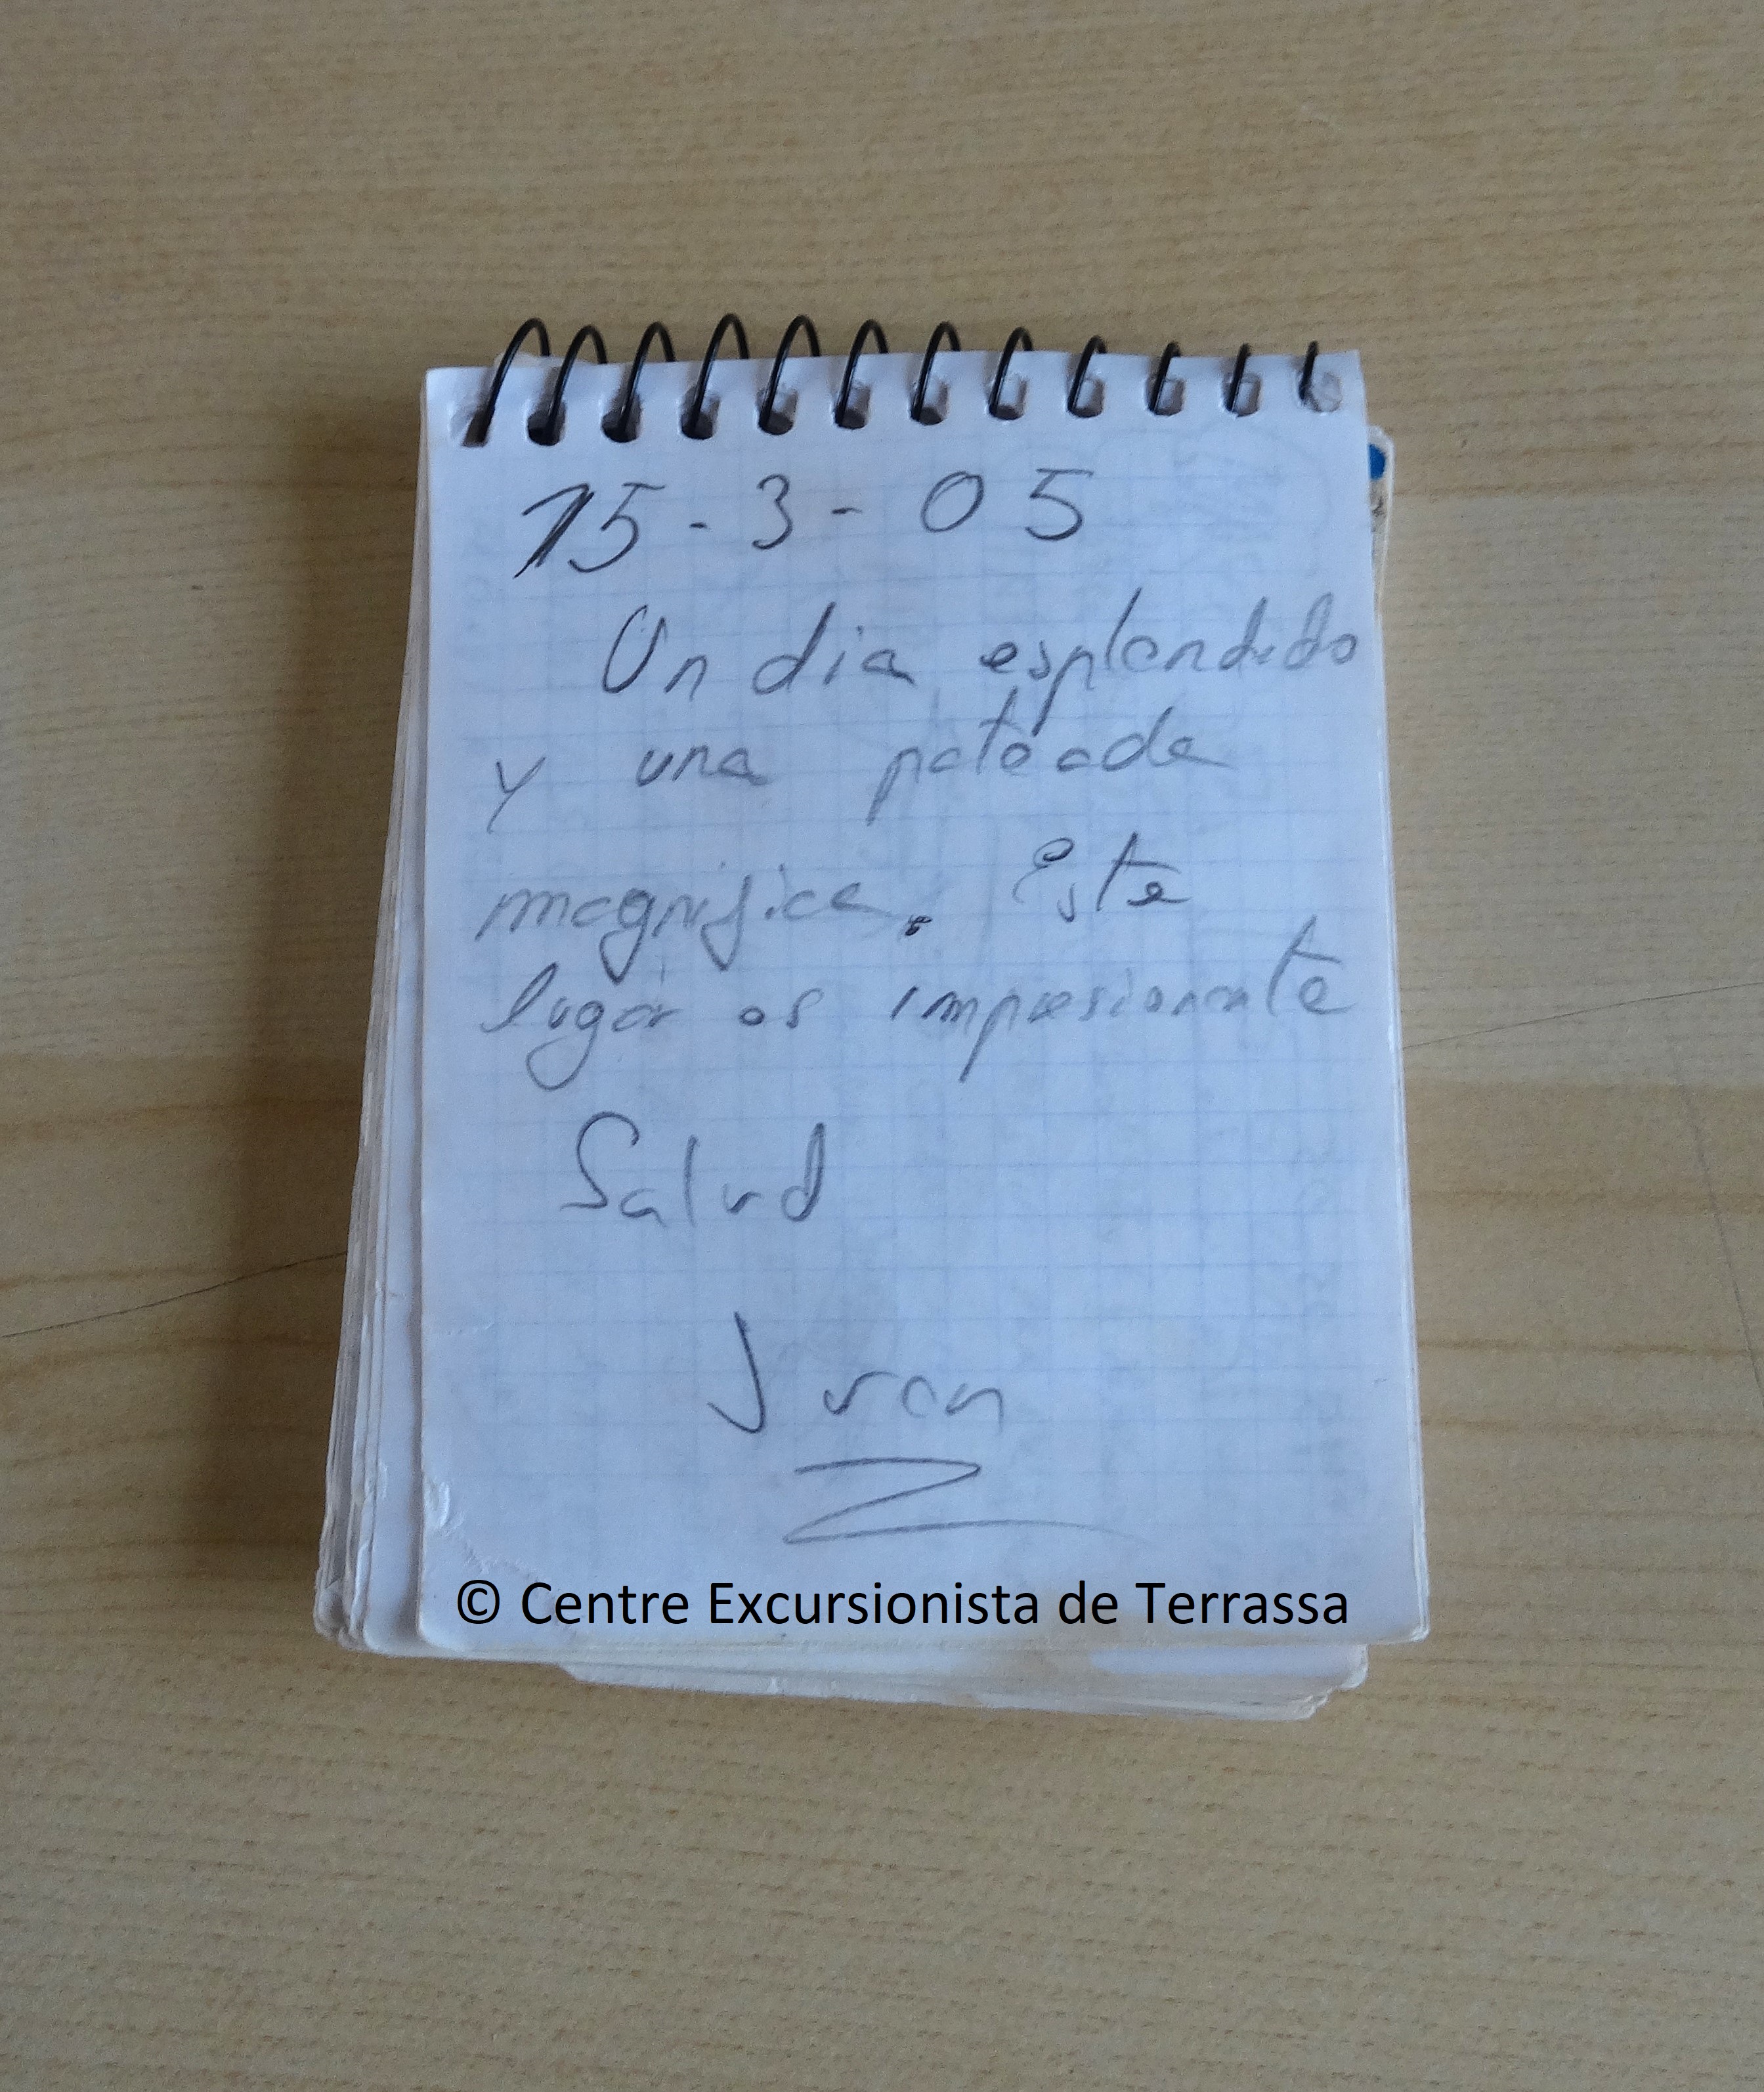 15-3-05
Un dia esplendido
y una pateada
magnifica. Este
lugar es impresionante
Salud
Juan
© Centre Excursionista de Terrassa